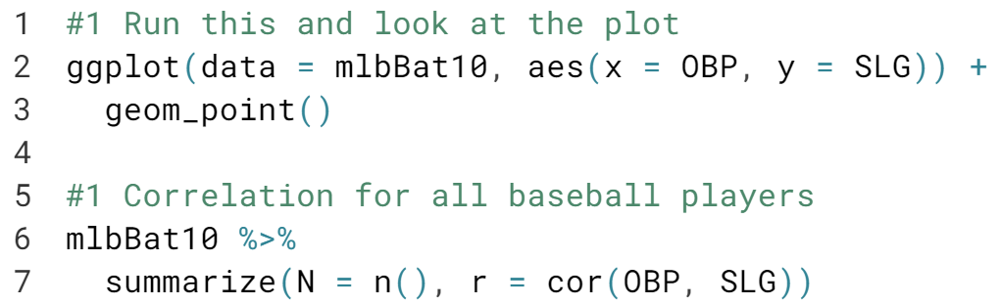 1 #1 Run this and look at the plot
2 ggplot(data = mlbBat10, aes(x = OBP, y = SLG)) +
3   geom_point()
4
5 #1 Correlation for all baseball players
6 mlbBat10 %>%
7   summarize(N = n(), r = cor(OBP, SLG))